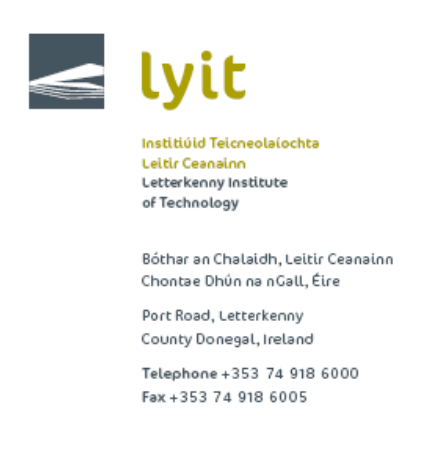 lyit
Institiúid Teicneolaíochta
Leitir Ceanainn
Letterkenny Institute
of Technology
Bóthar an Chalaidh, Leitir Ceanainn
Chontae Dhún na nGall, Éire
Port Road, Letterkenny
County Donegal, Ireland
Telephone +353 74 918 6000
Fax +353 74 918 6005